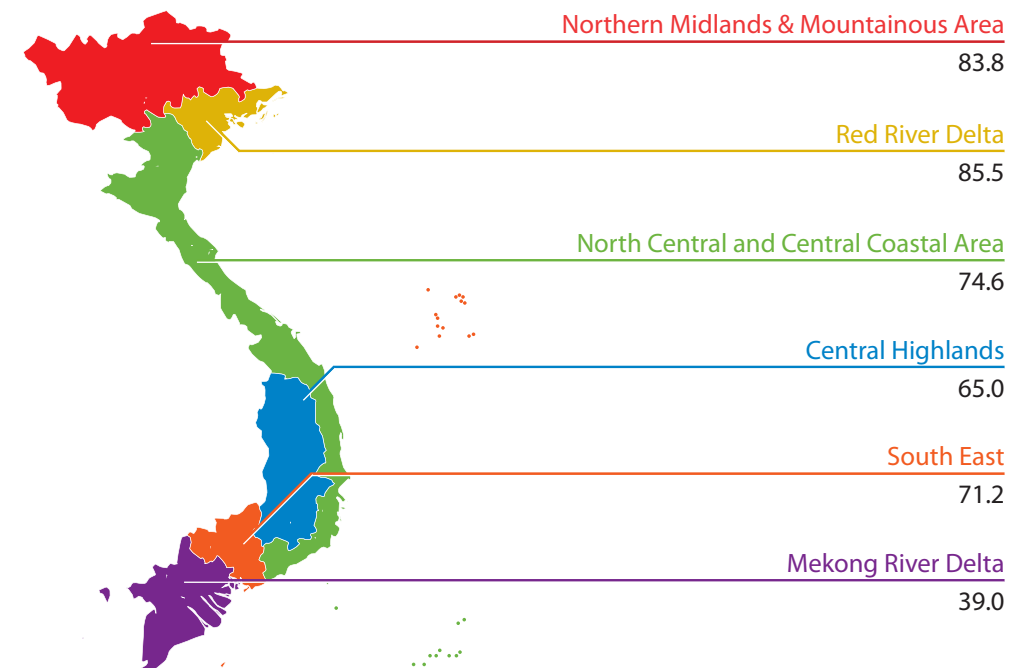 Northern Midlands & Mountainous Area
83.8
Red River Delta
85.5
North Central and Central Coastal Area
74.6
Central Highlands
65.0
South East
71.2
Mekong River Delta
39.0